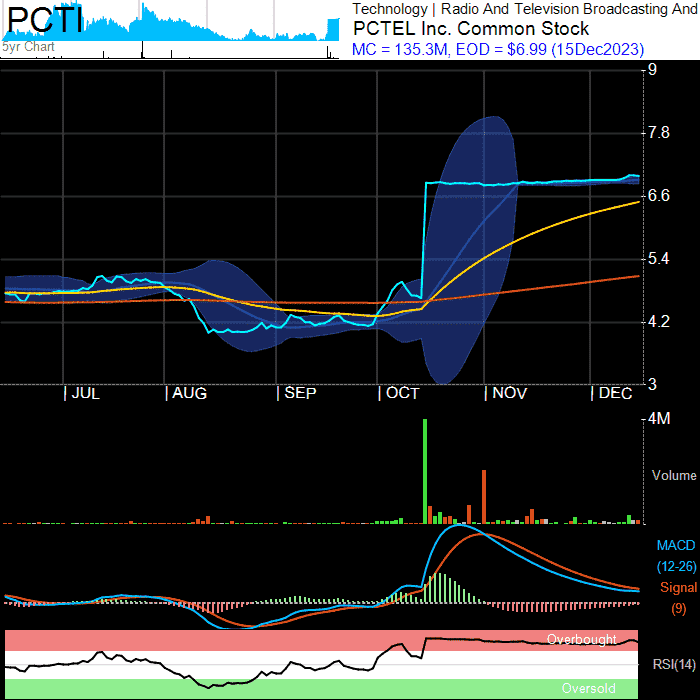 PCTI
5yr Chart
Technology | Radio And Television Broadcasting And
PCTEL Inc. Common Stock
MC = 135.3M, EOD = $6.99 (15Dec2023)
9
7.8
6.6
5.4
4.2
3
| JUL | AUG | SEP | OCT | NOV | DEC
4M
Volume
MACD
(12-26)
Signal
(9)
Overbought
RSI(14)
Oversold